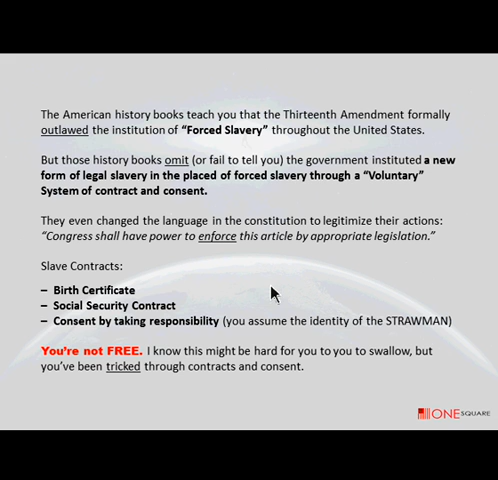 The American history books teach you that the Thirteenth Amendment formally
outlawed the institution of “Forced Slavery” throughout the United States.
But those history books omit (or fail to tell you) the government instituted a new
form of legal slavery in the placed of forced slavery through a “Voluntary”
System of contract and consent.
They even changed the language in the constitution to legitimize their actions:
“Congress shall have power to enforce this article by appropriate legislation.”
Slave Contracts:
– Birth Certificate
– Social Security Contract
– Consent by taking responsibility (you assume the identity of the STRAWMAN)
You’re not FREE. I know this might be hard for you to you to swallow, but
you’ve been tricked through contracts and consent.
ONE SQUARE